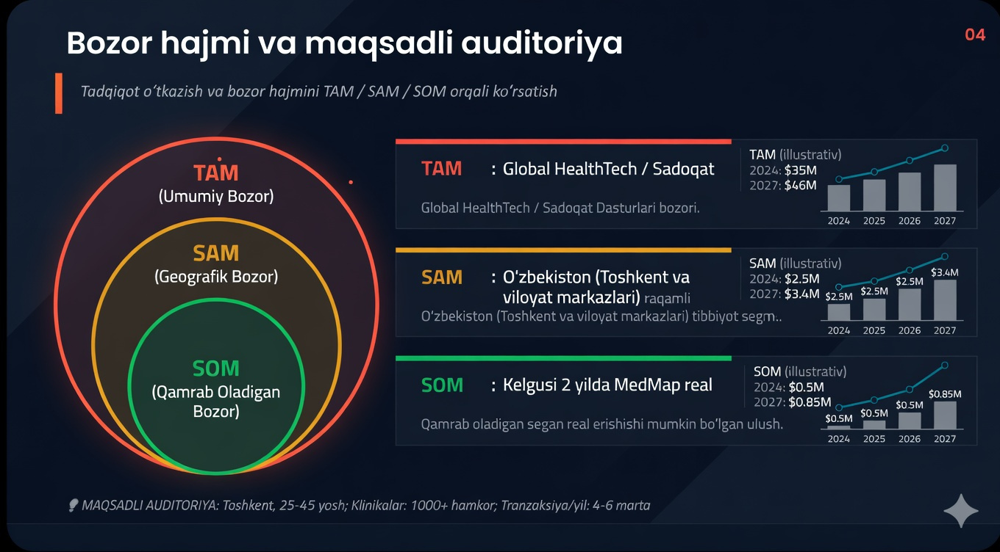 Bozor hajmi va maqsadli auditoriya
04
Tadqiqot o‘tkazish va bozor hajmini TAM / SAM / SOM orqali ko‘rsatish
TAM
(Umumiy Bozor)
SAM
(Geografik Bozor)
SOM
(Qamrab Oladigan
Bozor)
TAM : Global HealthTech / Sadoqat
Global HealthTech / Sadoqat Dasturlari bozori.
TAM (illustrativ)
2024: $35M
2027: $46M
2024 2025 2026 2027
SAM : O'zbekiston (Toshkent va
viloyat markazlari) raqamli
O'zbekiston (Toshkent va viloyat markazlari) tibbiyot segm..
SAM (illustrativ)
2024: $2.5M
2027: $3.4M
$2.5M $2.5M $2.5M $3.4M
2024 2025 2026 2027
SOM : Kelgusi 2 yilda MedMap real
Qamrab oladigan segan real erishishi mumkin bo‘lgan ulush.
SOM (illustrativ)
2024: $0.5M
2027: $0.85M
$0.5M $0.5M $0.5M $0.85M
2024 2025 2026 2027
MAQSADLI AUDITORIYA: Toshkent, 25-45 yosh; Klinikalar: 1000+ hamkor; Tranzaksiya/yil: 4-6 marta